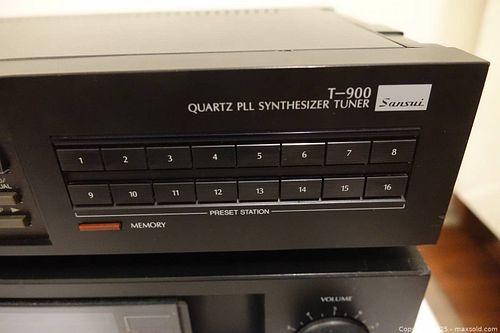 T-900
QUARTZ PLL SYNTHESIZER TUNER
Sansui
1 2 3 4 5 6 7 8
9 10 11 12 13 14 15 16
PRESET STATION
MEMORY
VOLUME
maxsold.com